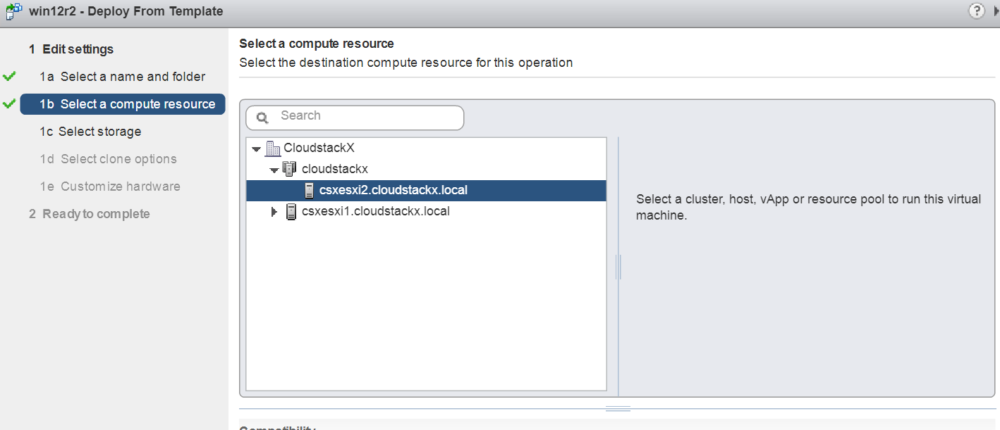 win12r2 - Deploy From Template
?
1 Edit settings
1a Select a name and folder
1b Select a compute resource
1c Select storage
1d Select clone options
1e Customize hardware
2 Ready to complete
Select a compute resource
Select the destination compute resource for this operation
Search
CloudstackX
cloudstackx
csxesxi2.cloudstackx.local
csxesxi1.cloudstackx.local
Select a cluster, host, vApp or resource pool to run this virtual
machine.
Compatibility